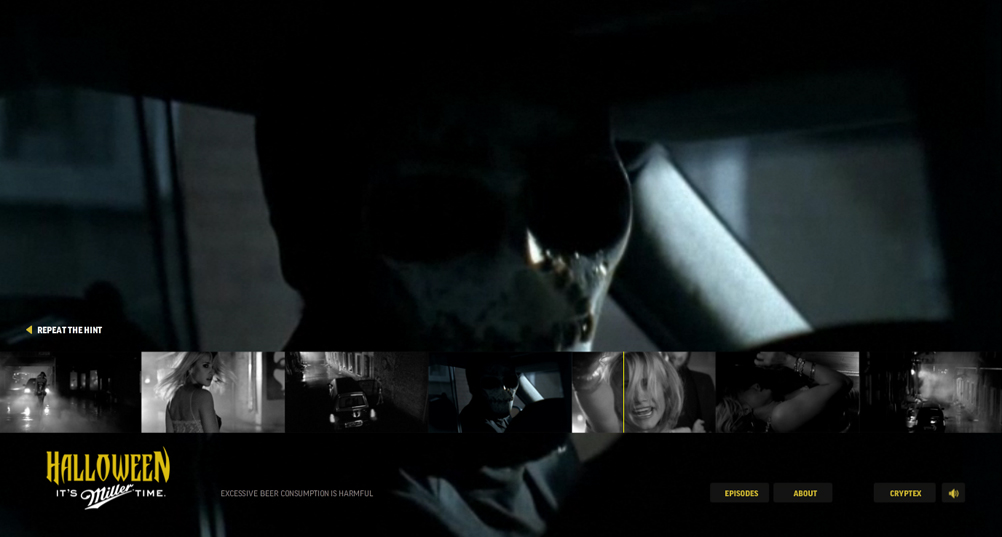 REPEAT THE HINT
HALLOWEEN
IT'S Miller TIME.
EXCESSIVE BEER CONSUMPTION IS HARMFUL
EPISODES
ABOUT
CRYPTEX